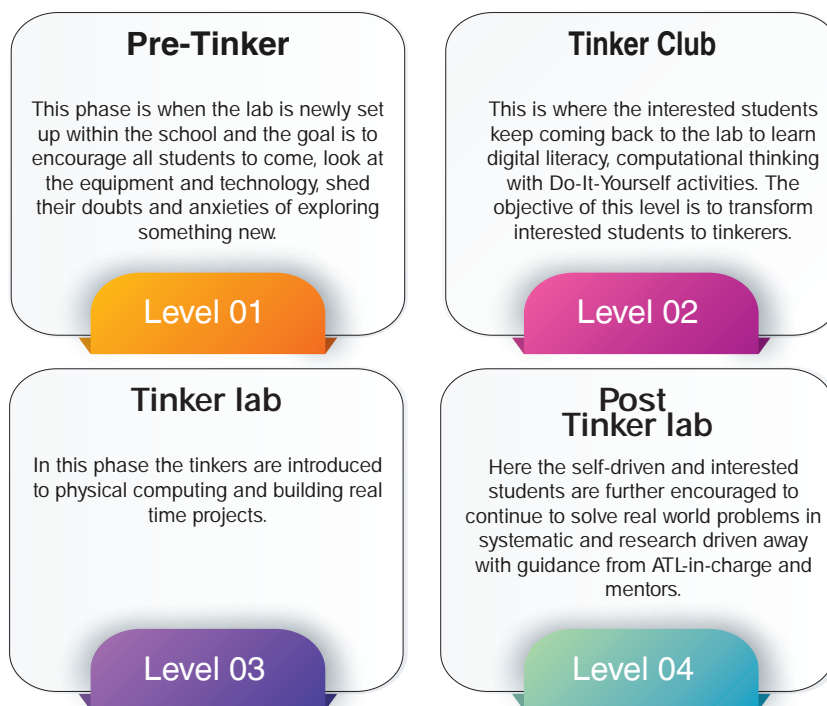 Pre-Tinker
This phase is when the lab is newly set
up within the school and the goal is to
encourage all students to come, look at
the equipment and technology, shed
their doubts and anxieties of exploring
something new.
Level 01
Tinker Club
This is where the interested students
keep coming back to the lab to learn
digital literacy, computational thinking
with Do-It-Yourself activities. The
objective of this level is to transform
interested students to tinkerers.
Level 02
Tinker lab
In this phase the tinkers are introduced
to physical computing and building real
time projects.
Level 03
Post
Tinker lab
Here the self-driven and interested
students are further encouraged to
continue to solve real world problems in
systematic and research driven away
with guidance from ATL-in-charge and
mentors.
Level 04